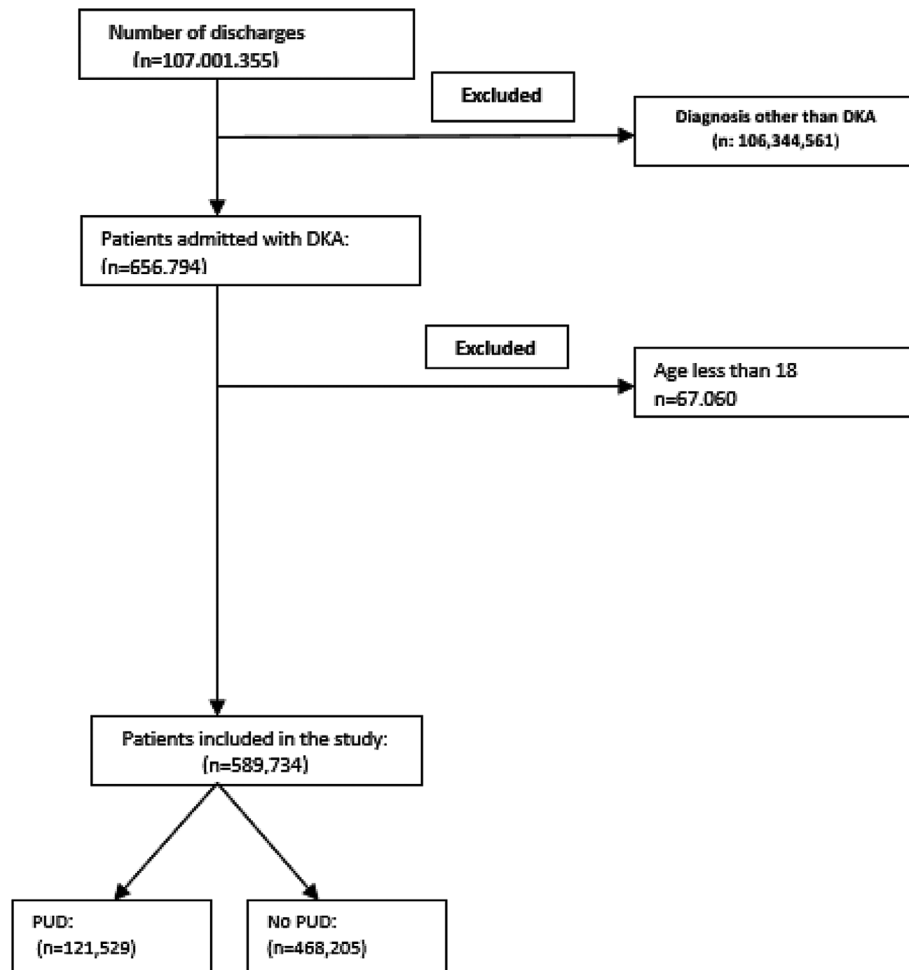 Number of discharges
(n=107,001,355)
Excluded
Diagnosis other than DKA
(n: 106,344,561)
Patients admitted with DKA:
(n=656,794)
Excluded
Age less than 18
n=67,060
Patients included in the study:
(n=589,734)
PUD:
(n=121,529)
No PUD:
(n=468,205)